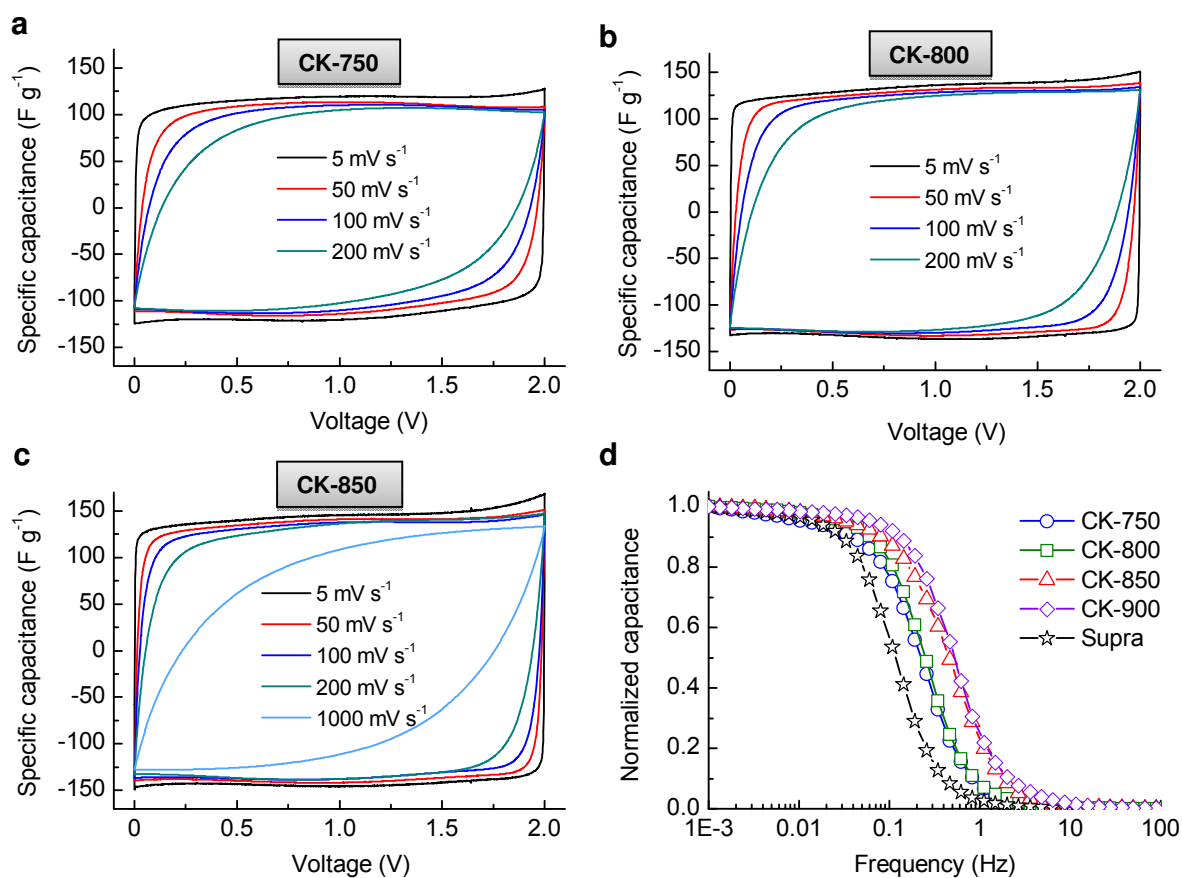 a
CK-750
Specific capacitance (F g⁻¹)
150
100
50
0
-50
-100
-150
5 mV s⁻¹
50 mV s⁻¹
100 mV s⁻¹
200 mV s⁻¹
0 0.5 1.0 1.5 2.0
Voltage (V)
b
CK-800
Specific capacitance (F g⁻¹)
150
100
50
0
-50
-100
-150
5 mV s⁻¹
50 mV s⁻¹
100 mV s⁻¹
200 mV s⁻¹
0 0.5 1.0 1.5 2.0
Voltage (V)
c
CK-850
Specific capacitance (F g⁻¹)
150
100
50
0
-50
-100
-150
5 mV s⁻¹
50 mV s⁻¹
100 mV s⁻¹
200 mV s⁻¹
1000 mV s⁻¹
0 0.5 1.0 1.5 2.0
Voltage (V)
d
Normalized capacitance
1.0
0.8
0.6
0.4
0.2
0.0
CK-750
CK-800
CK-850
CK-900
Supra
1E-3 0.01 0.1 1 10 100
Frequency (Hz)